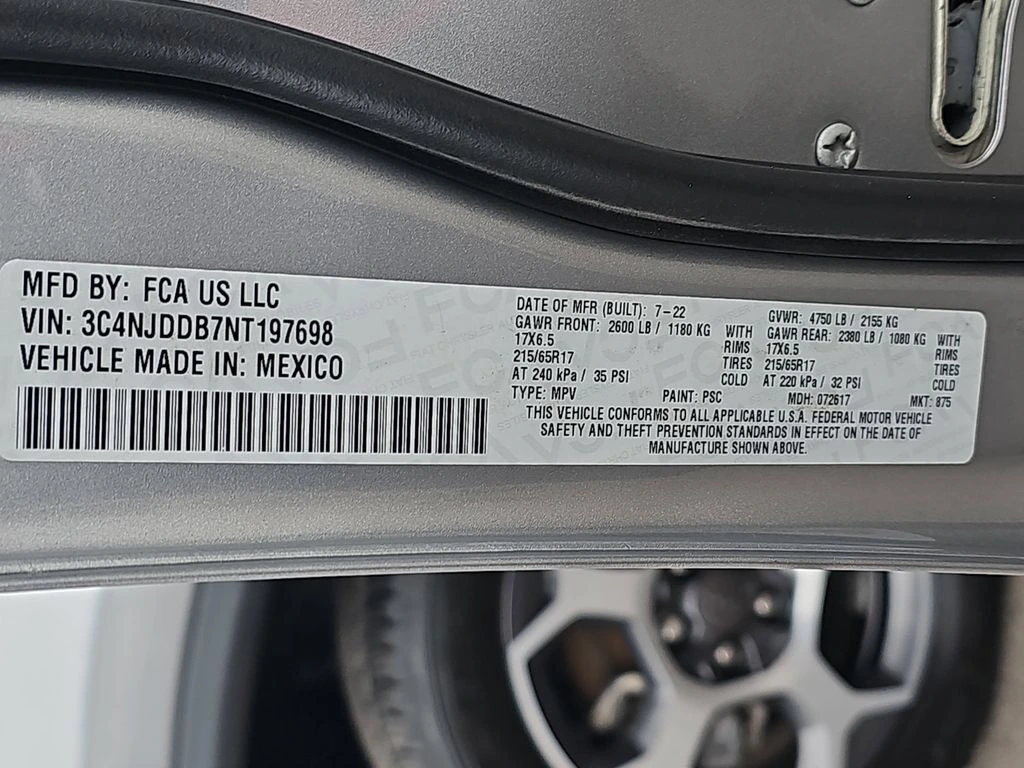 MFD BY: FCA US LLC
VIN: 3C4NJDDB7NT197698
VEHICLE MADE IN: MEXICO
DATE OF MFR (BUILT): 7-22
GAWR FRONT: 2600 LB / 1180 KG WITH
17X6.5 RIMS
215/65R17 TIRES
AT 240 kPa / 35 PSI COLD
GVWR: 4750 LB / 2155 KG
GAWR REAR: 2380 LB / 1080 KG WITH
17X6.5 RIMS
215/65R17 TIRES
AT 220 kPa / 32 PSI COLD
TYPE: MPV PAINT: PSC MDH: 072617 MKT: 875
THIS VEHICLE CONFORMS TO ALL APPLICABLE U.S.A. FEDERAL MOTOR VEHICLE
SAFETY AND THEFT PREVENTION STANDARDS IN EFFECT ON THE DATE OF
MANUFACTURE SHOWN ABOVE.